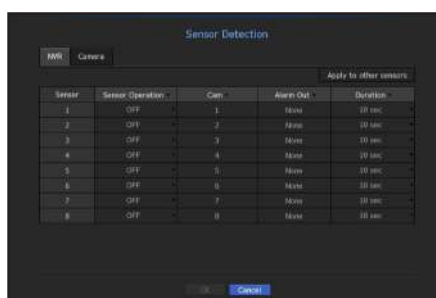 Sensor Detection
NVR Camera
Apply to other sensors
Sensor Sensor Operation Cam Alarm Out Duration
1 OFF 1 None 10 sec
2 OFF 2 None 10 sec
3 OFF 3 None 10 sec
4 OFF 4 None 10 sec
5 OFF 5 None 10 sec
6 OFF 6 None 10 sec
7 OFF 7 None 10 sec
8 OFF 8 None 10 sec
OK Cancel